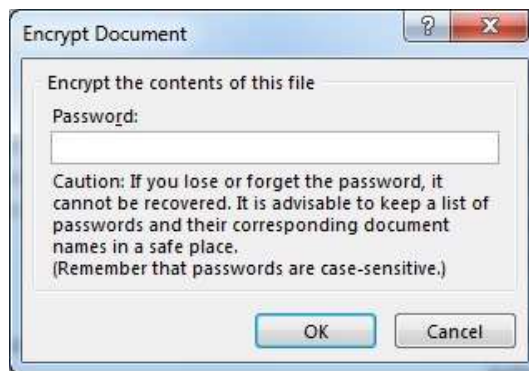 Encrypt Document
?
X
Encrypt the contents of this file
Password:
Caution: If you lose or forget the password, it
cannot be recovered. It is advisable to keep a list of
passwords and their corresponding document
names in a safe place.
(Remember that passwords are case-sensitive.)
OK
Cancel